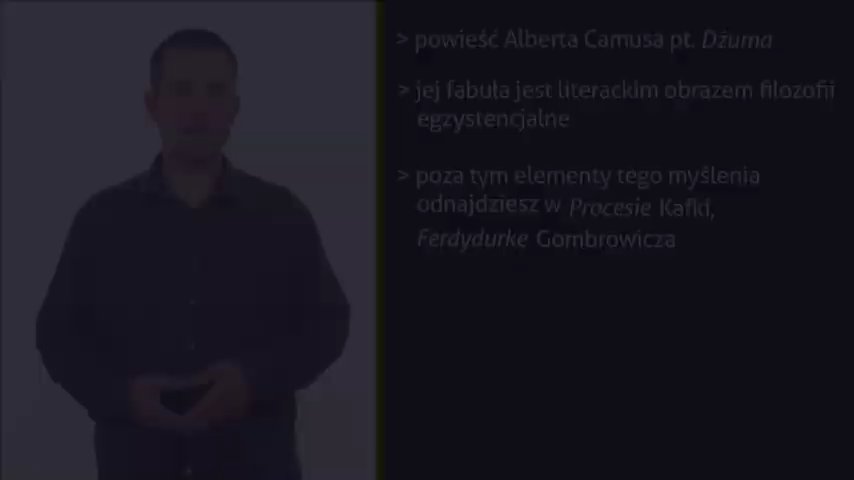 > powieść Alberta Camusa pt. Dżuma
> jej fabuła jest literackim obrazem filozofii
egzystencjalne
> poza tym elementy tego myślenia
odnajdziesz w Procesie Kafki,
Ferdydurke Gombrowicza